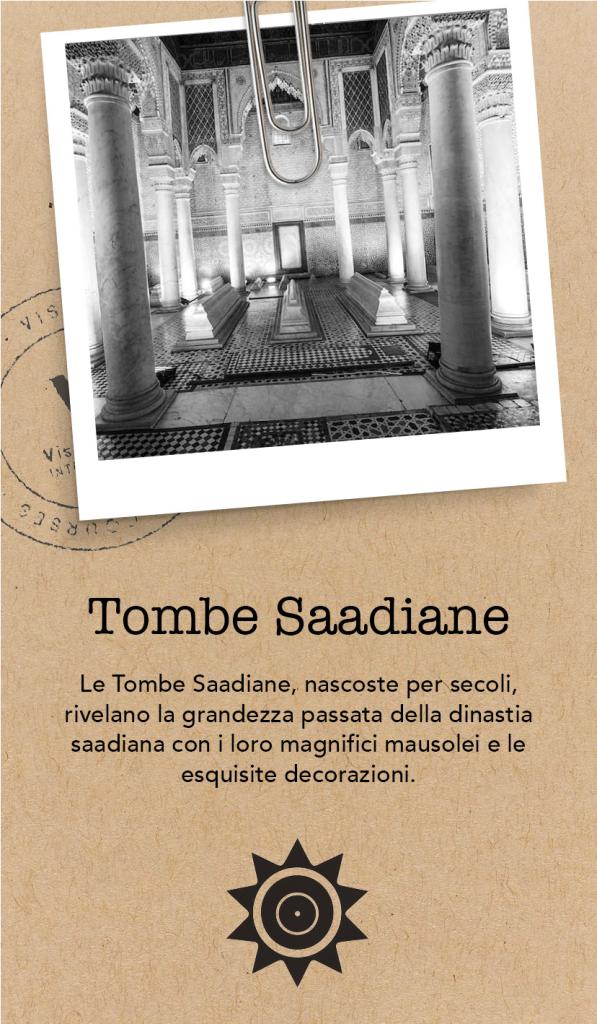 Tombe Saadiane
Le Tombe Saadiane, nascoste per secoli,
rivelano la grandezza passata della dinastia
saadiana con i loro magnifici mausolei e le
esquisite decorazioni.